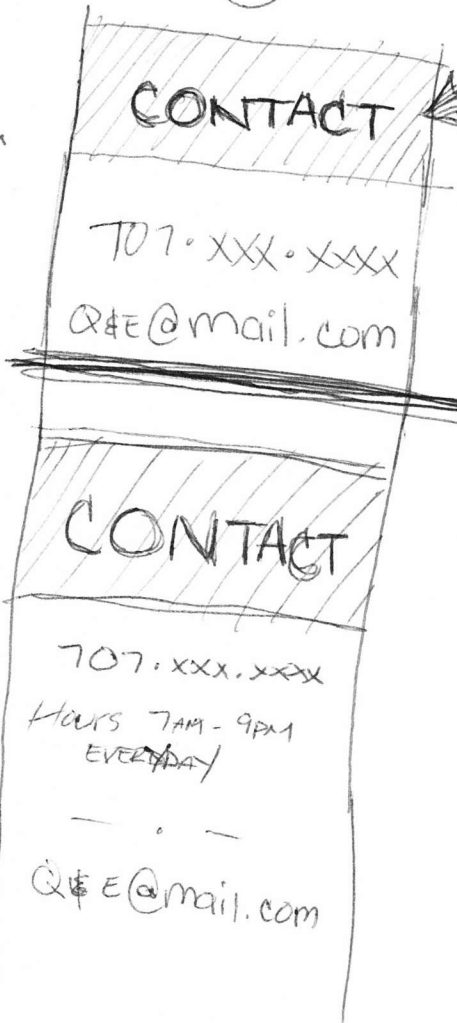 CONTACT
707.XXX.XXXX
Q&E@mail.com
CONTACT
707.xxx.xxxx
Hours 7AM - 9PM
EVERYDAY
— . —
Q&E@mail.com